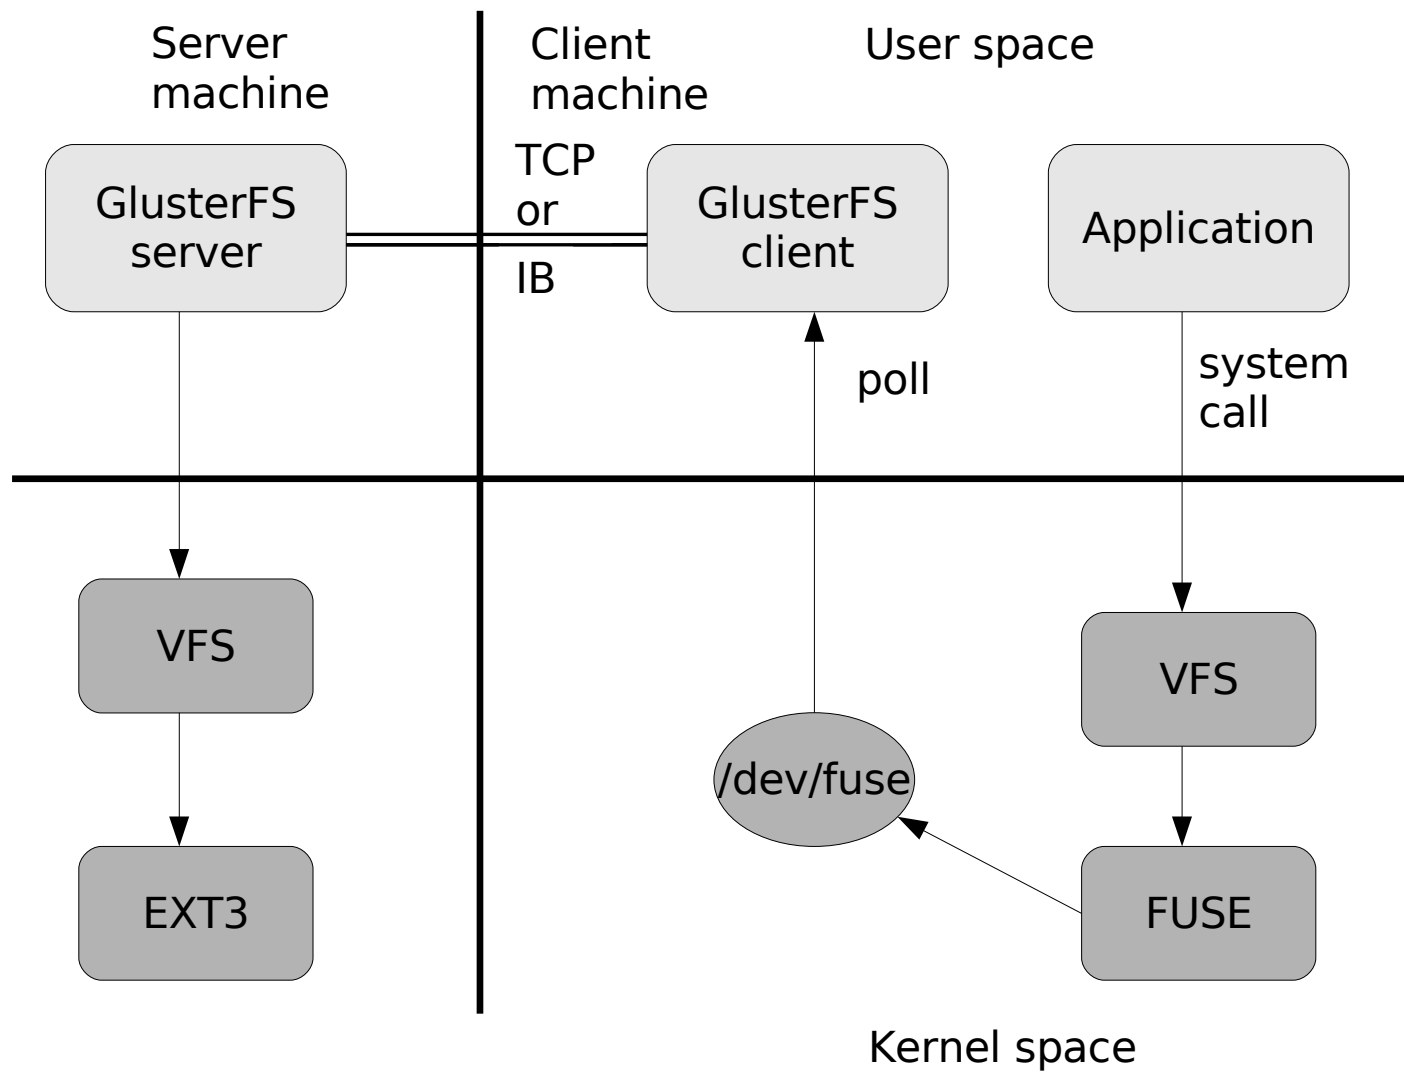 Server
machine
Client
machine
User space
TCP
or
IB
GlusterFS
server
GlusterFS
client
Application
poll
system
call
VFS
VFS
/dev/fuse
EXT3
FUSE
Kernel space